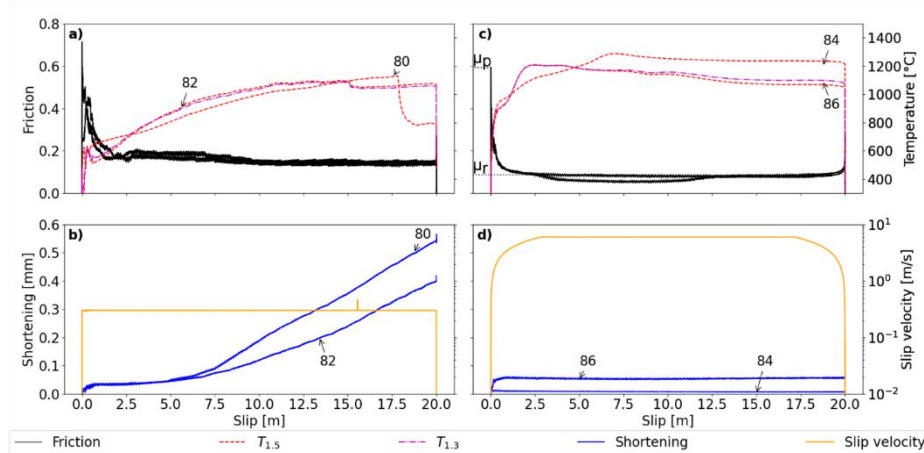 a)
0.8
0.6
0.4
0.2
0.0
Friction
82
80
c)
μp
μr
84
86
1400
1200
1000
800
600
400
Temperature [°C]
b)
0.6
0.5
0.4
0.3
0.2
0.1
0.0
Shortening [mm]
80
82
0.0 2.5 5.0 7.5 10.0 12.5 15.0 17.5 20.0
Slip [m]
d)
86
84
10¹
10⁰
10⁻¹
10⁻²
Slip velocity [m/s]
0.0 2.5 5.0 7.5 10.0 12.5 15.0 17.5 20.0
Slip [m]
Friction T1.5 T1.3 Shortening Slip velocity